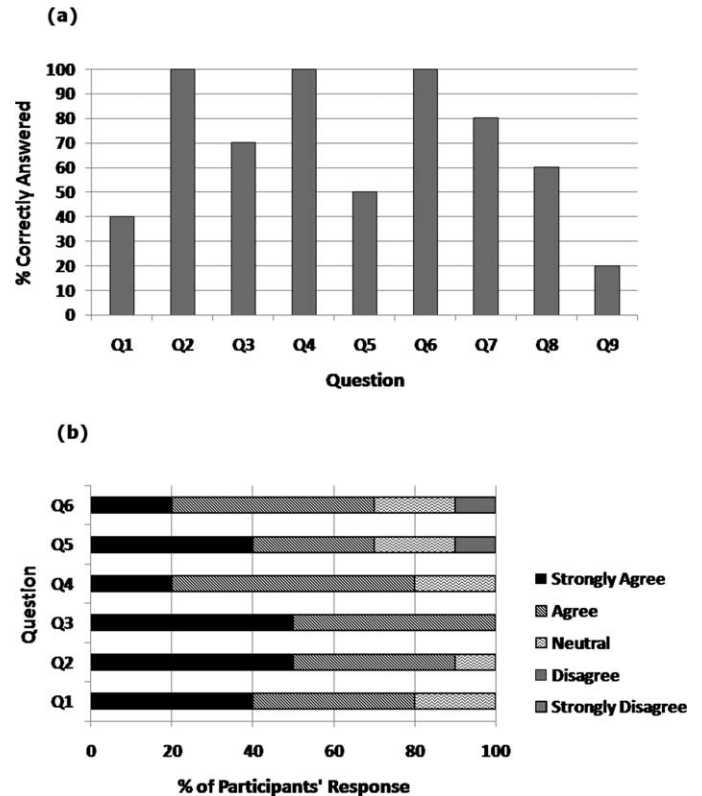 (a)
% Correctly Answered
100
90
80
70
60
50
40
30
20
10
0
Q1 Q2 Q3 Q4 Q5 Q6 Q7 Q8 Q9
Question
(b)
Question
Q6
Q5
Q4
Q3
Q2
Q1
0 20 40 60 80 100
% of Participants' Response
Strongly Agree
Agree
Neutral
Disagree
Strongly Disagree